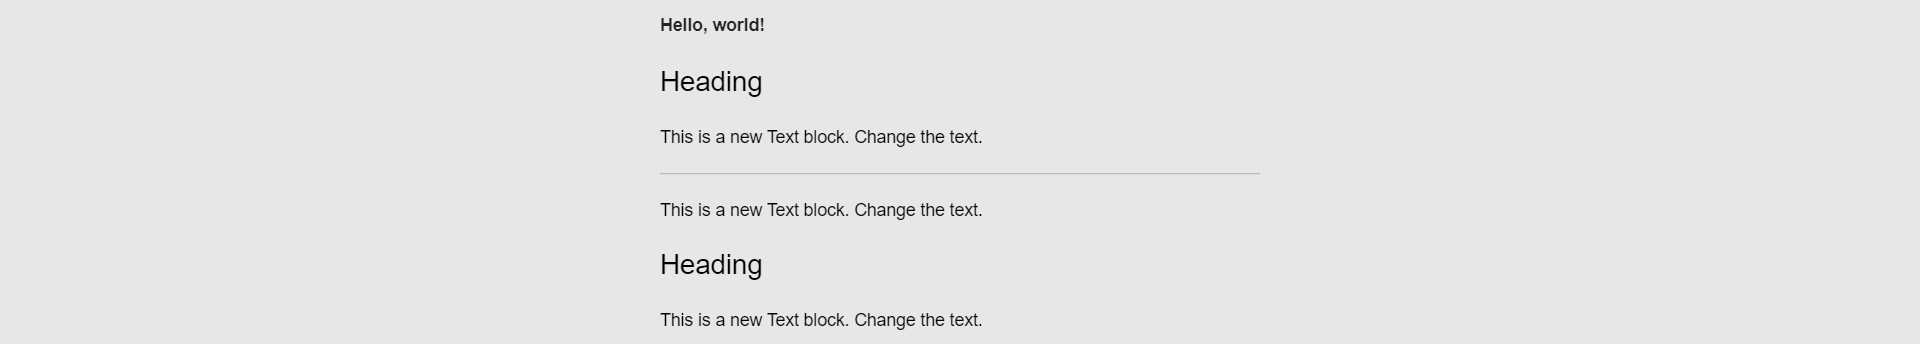 Hello, world!
Heading
This is a new Text block. Change the text.
This is a new Text block. Change the text.
Heading
This is a new Text block. Change the text.